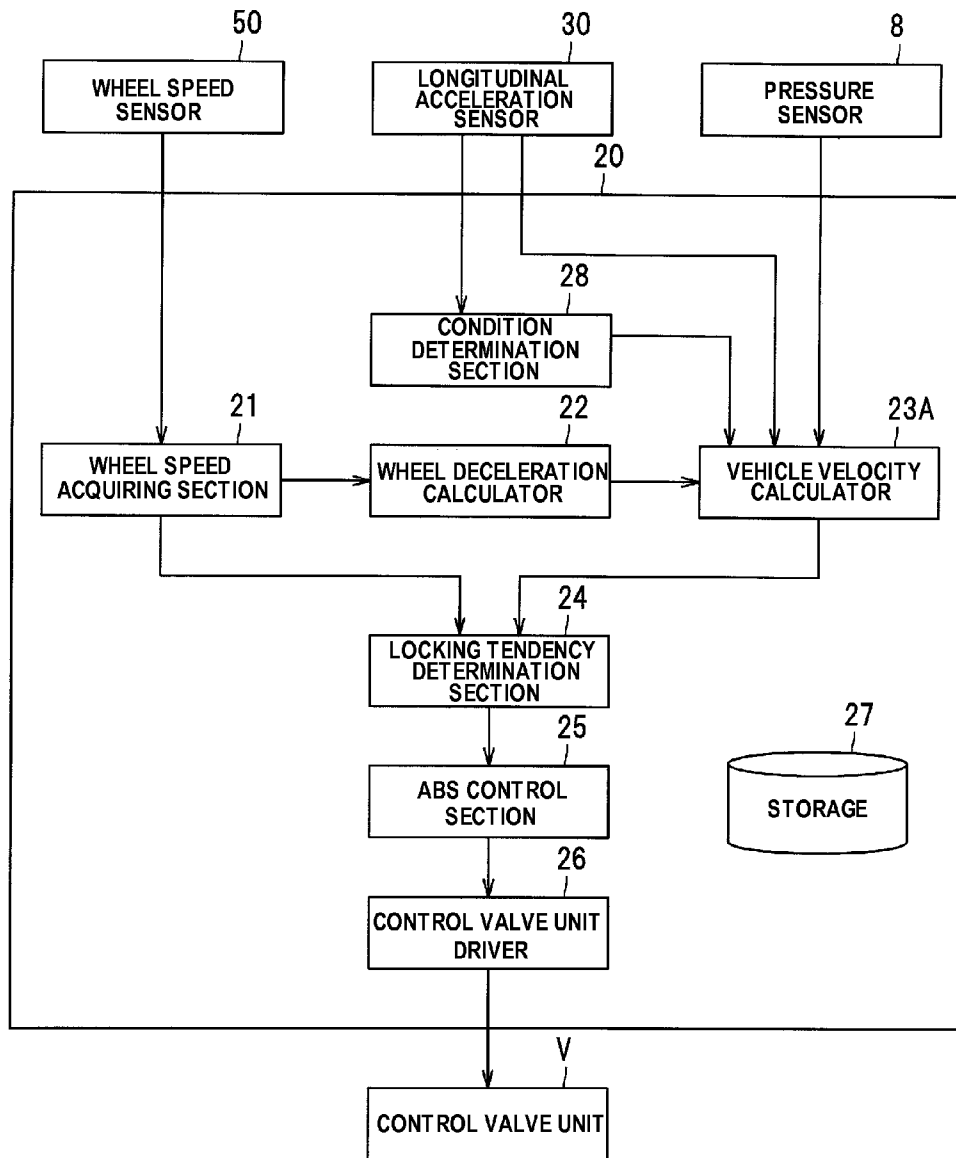 50
30
8
WHEEL SPEED
SENSOR
LONGITUDINAL
ACCELERATION
SENSOR
PRESSURE
SENSOR
20
28
CONDITION
DETERMINATION
SECTION
21
22
23A
WHEEL SPEED
ACQUIRING SECTION
WHEEL DECELERATION
CALCULATOR
VEHICLE VELOCITY
CALCULATOR
24
LOCKING TENDENCY
DETERMINATION
SECTION
25
ABS CONTROL
SECTION
27
STORAGE
26
CONTROL VALVE UNIT
DRIVER
V
CONTROL VALVE UNIT